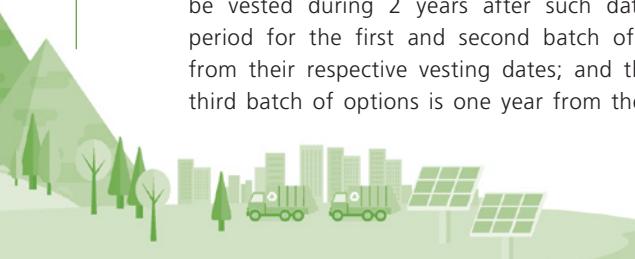 be vested during 2 years after such dat
period for the first and second batch of
from their respective vesting dates; and th
third batch of options is one year from the